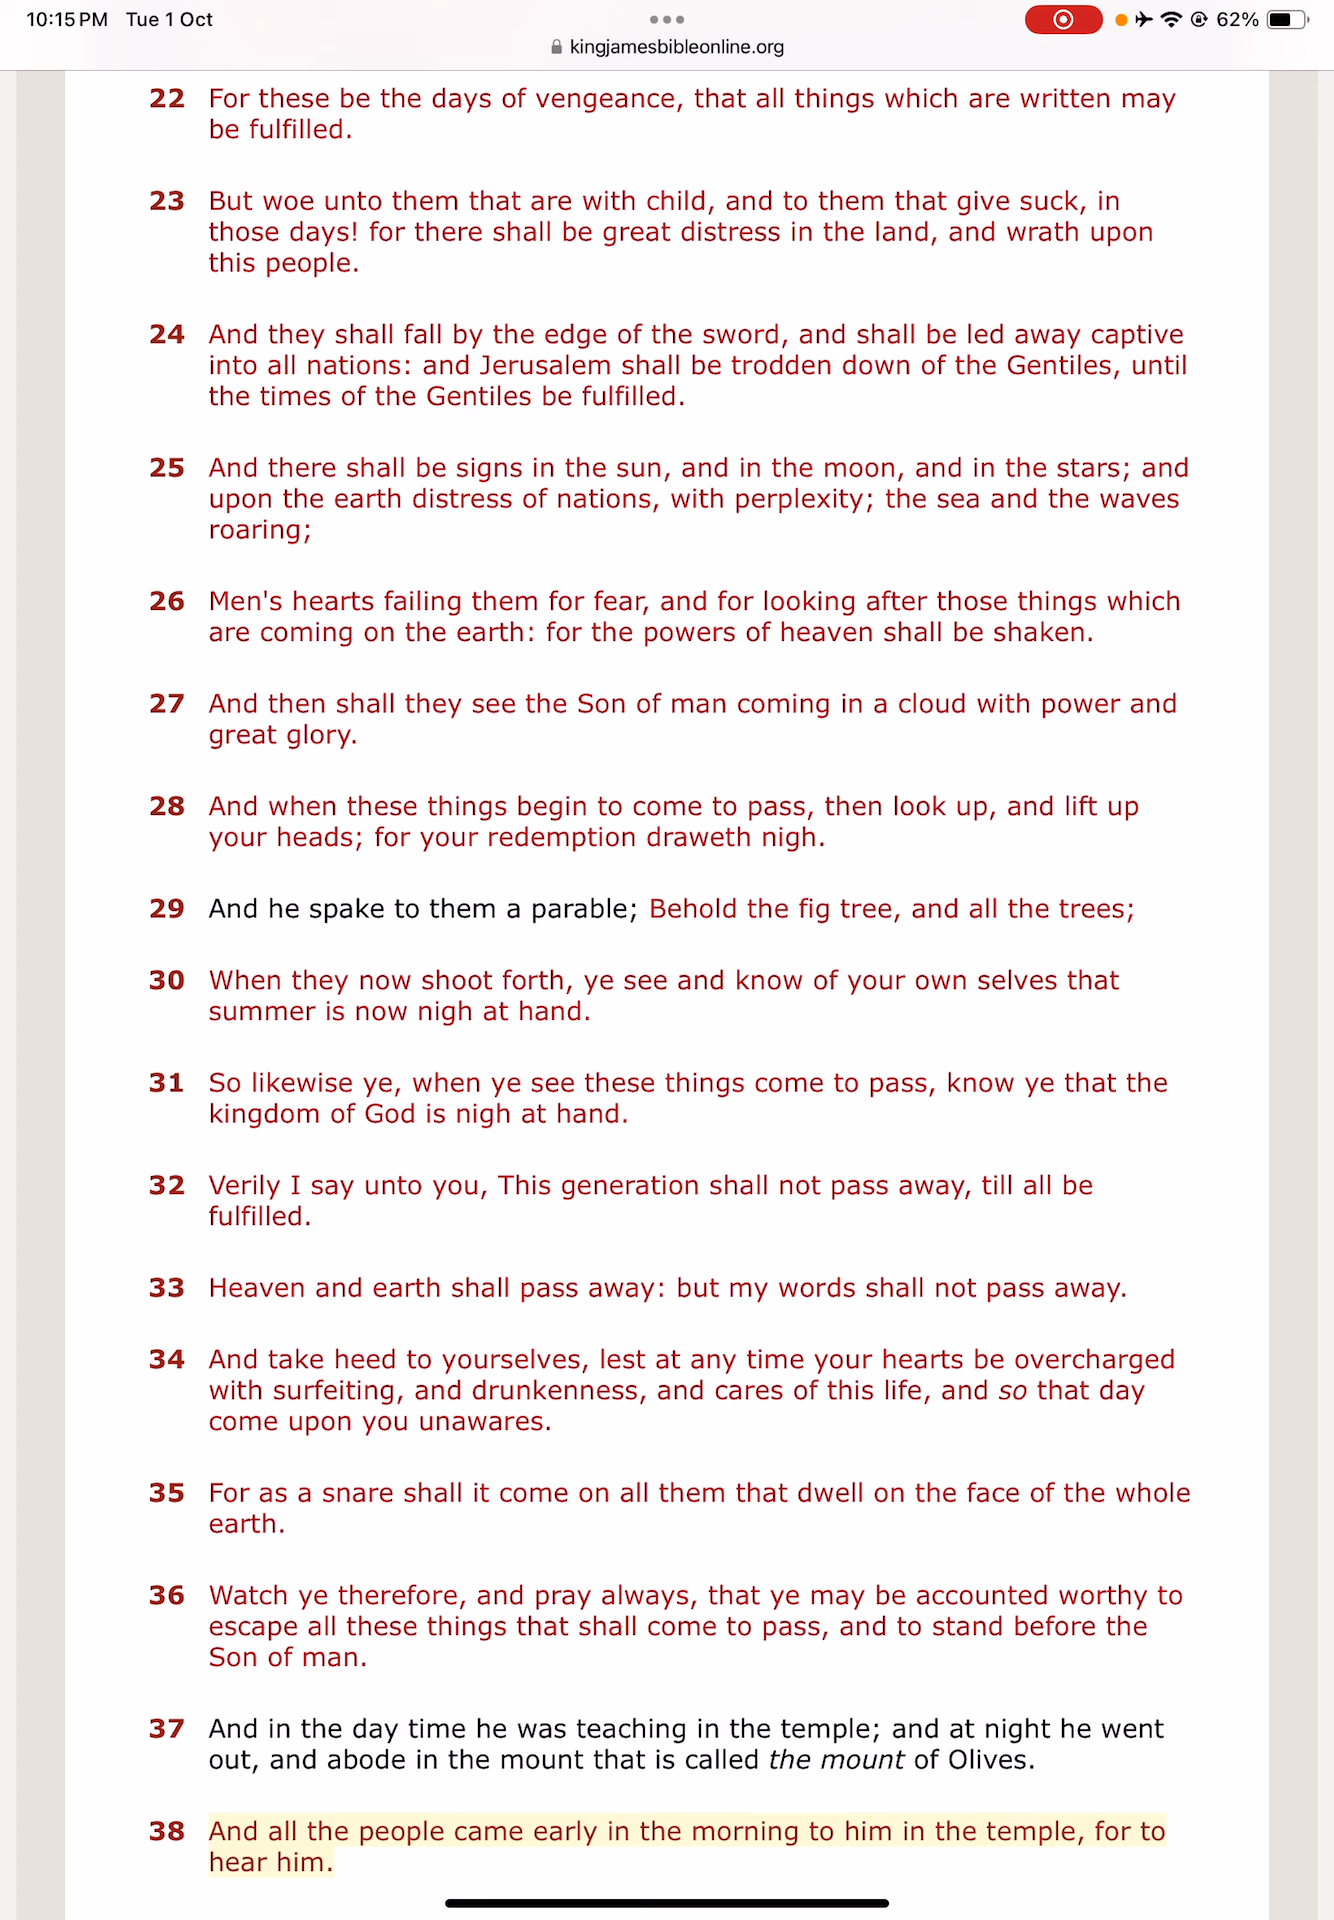 10:15 PM Tue 1 Oct
62%
kingjamesbibleonline.org
22 For these be the days of vengeance, that all things which are written may
be fulfilled.
23 But woe unto them that are with child, and to them that give suck, in
those days! for there shall be great distress in the land, and wrath upon
this people.
24 And they shall fall by the edge of the sword, and shall be led away captive
into all nations: and Jerusalem shall be trodden down of the Gentiles, until
the times of the Gentiles be fulfilled.
25 And there shall be signs in the sun, and in the moon, and in the stars; and
upon the earth distress of nations, with perplexity; the sea and the waves
roaring;
26 Men's hearts failing them for fear, and for looking after those things which
are coming on the earth: for the powers of heaven shall be shaken.
27 And then shall they see the Son of man coming in a cloud with power and
great glory.
28 And when these things begin to come to pass, then look up, and lift up
your heads; for your redemption draweth nigh.
29 And he spake to them a parable; Behold the fig tree, and all the trees;
30 When they now shoot forth, ye see and know of your own selves that
summer is now nigh at hand.
31 So likewise ye, when ye see these things come to pass, know ye that the
kingdom of God is nigh at hand.
32 Verily I say unto you, This generation shall not pass away, till all be
fulfilled.
33 Heaven and earth shall pass away: but my words shall not pass away.
34 And take heed to yourselves, lest at any time your hearts be overcharged
with surfeiting, and drunkenness, and cares of this life, and so that day
come upon you unawares.
35 For as a snare shall it come on all them that dwell on the face of the whole
earth.
36 Watch ye therefore, and pray always, that ye may be accounted worthy to
escape all these things that shall come to pass, and to stand before the
Son of man.
37 And in the day time he was teaching in the temple; and at night he went
out, and abode in the mount that is called the mount of Olives.
38 And all the people came early in the morning to him in the temple, for to
hear him.